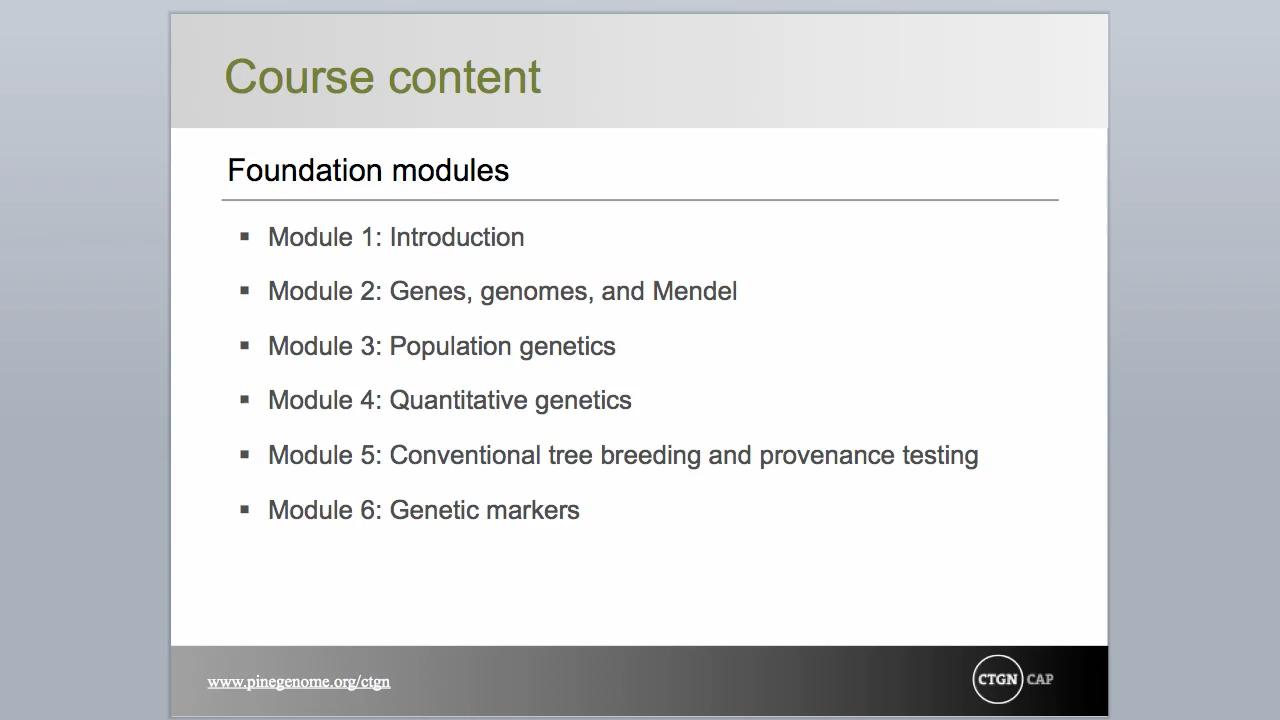 Course content
Foundation modules
▪ Module 1: Introduction
▪ Module 2: Genes, genomes, and Mendel
▪ Module 3: Population genetics
▪ Module 4: Quantitative genetics
▪ Module 5: Conventional tree breeding and provenance testing
▪ Module 6: Genetic markers
www.pinegenome.org/ctgn
CTGN CAP